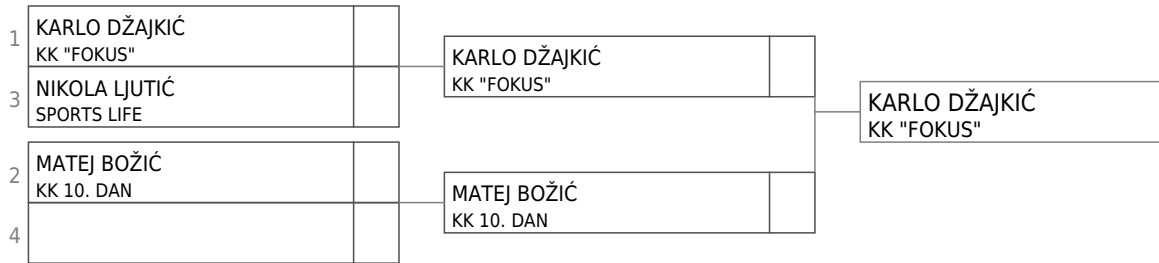 1
KARLO DŽAJKIĆ
KK "FOKUS"
3
NIKOLA LJUTIĆ
SPORTS LIFE
2
MATEJ BOŽIĆ
KK 10. DAN
4
KARLO DŽAJKIĆ
KK "FOKUS"
MATEJ BOŽIĆ
KK 10. DAN
KARLO DŽAJKIĆ
KK "FOKUS"